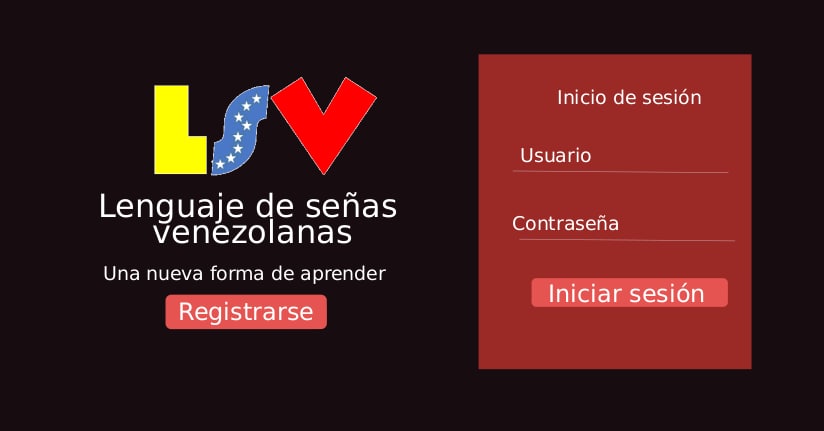 LSV
Lenguaje de señas
venezolanas
Una nueva forma de aprender
Registrarse
Inicio de sesión
Usuario
Contraseña
Iniciar sesión